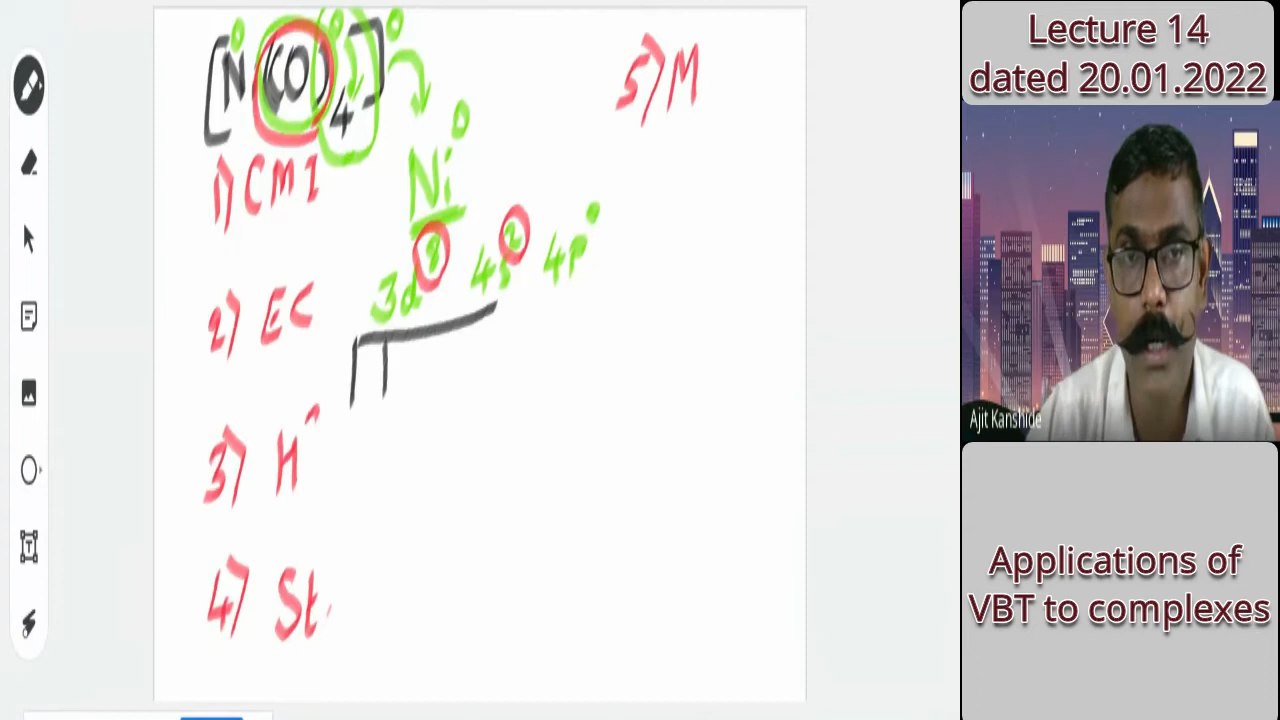 [Ni(CO)4]⁰
1) CMI
Ni⁰
3d⁸ 4s² 4p⁰
2) EC
3) H^
4) St.
5) M
Lecture 14
dated 20.01.2022
Ajit Kanshide
Applications of
VBT to complexes